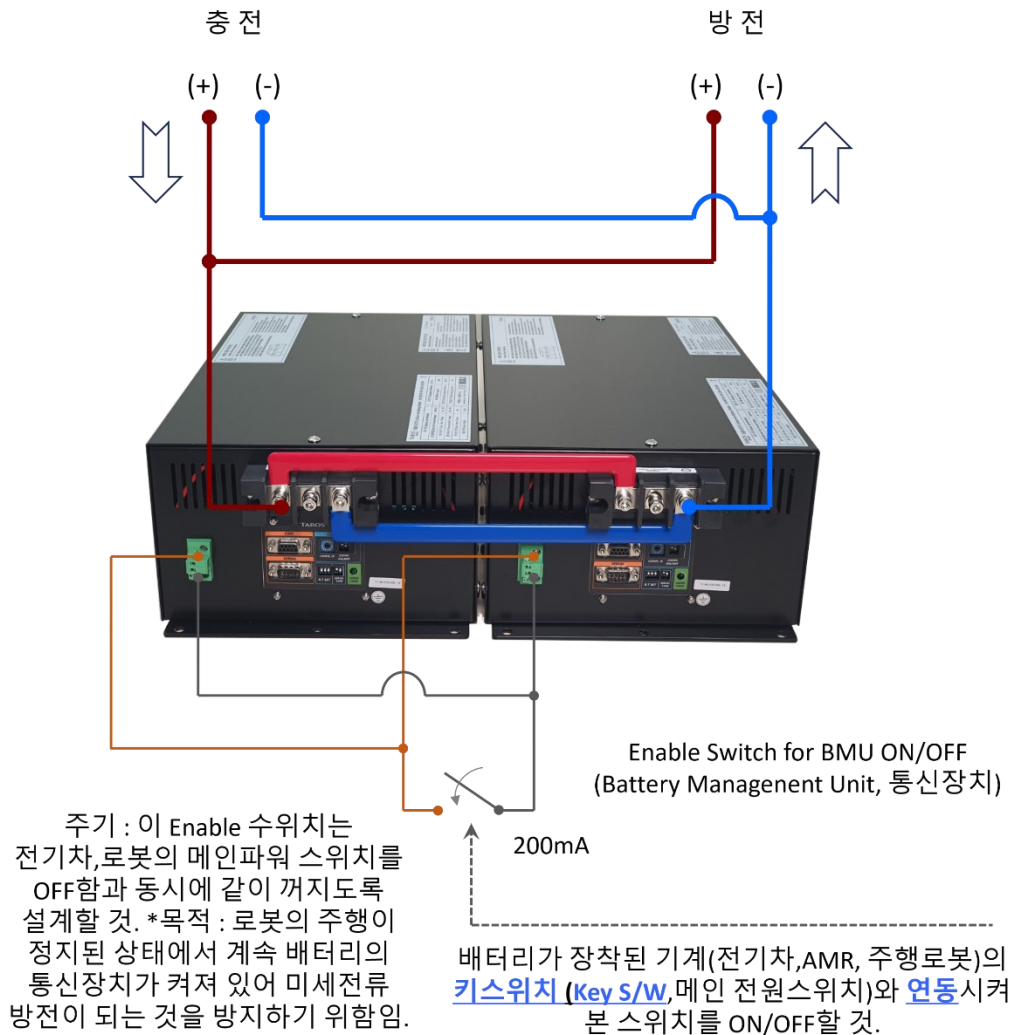 충 전
방 전
(+) (-)
(+) (-)
TABOS
Enable Switch for BMU ON/OFF
(Battery Managenent Unit, 통신장치)
200mA
주기 : 이 Enable 수위치는
전기차,로봇의 메인파워 스위치를
OFF함과 동시에 같이 꺼지도록
설계할 것. *목적 : 로봇의 주행이
정지된 상태에서 계속 배터리의
통신장치가 켜져 있어 미세전류
방전이 되는 것을 방지하기 위함임.
배터리가 장착된 기계(전기차,AMR, 주행로봇)의
키스위치 (Key S/W,메인 전원스위치)와 연동시켜
본 스위치를 ON/OFF할 것.